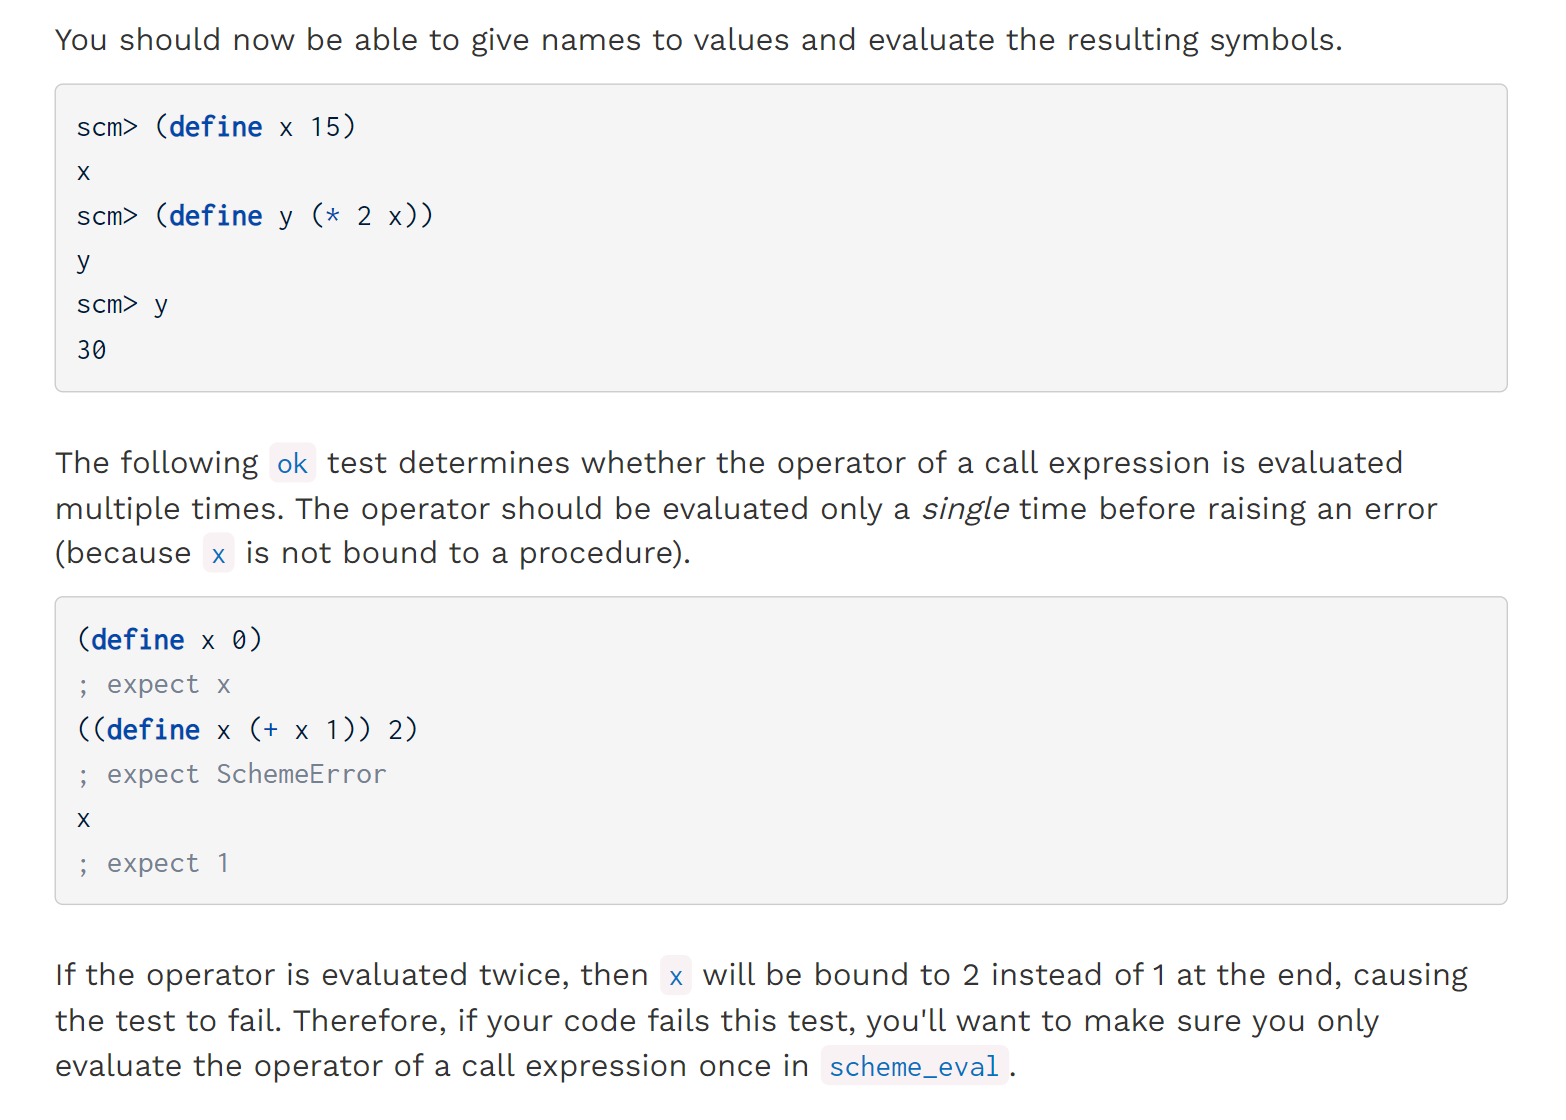 You should now be able to give names to values and evaluate the resulting symbols.
scm> (define x 15)
x
scm> (define y (* 2 x))
y
scm> y
30
The following ok test determines whether the operator of a call expression is evaluated
multiple times. The operator should be evaluated only a single time before raising an error
(because x is not bound to a procedure).
(define x 0)
; expect x
((define x (+ x 1)) 2)
; expect SchemeError
x
; expect 1
If the operator is evaluated twice, then x will be bound to 2 instead of 1 at the end, causing
the test to fail. Therefore, if your code fails this test, you'll want to make sure you only
evaluate the operator of a call expression once in scheme_eval.